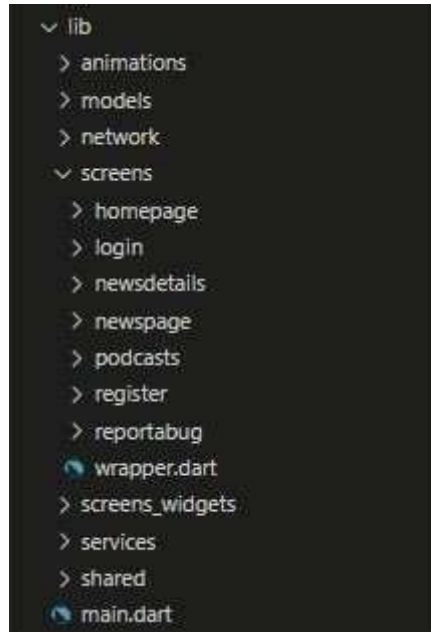 lib
animations
models
network
screens
homepage
login
newsdetails
newspage
podcasts
register
reportabug
wrapper.dart
screens_widgets
services
shared
main.dart